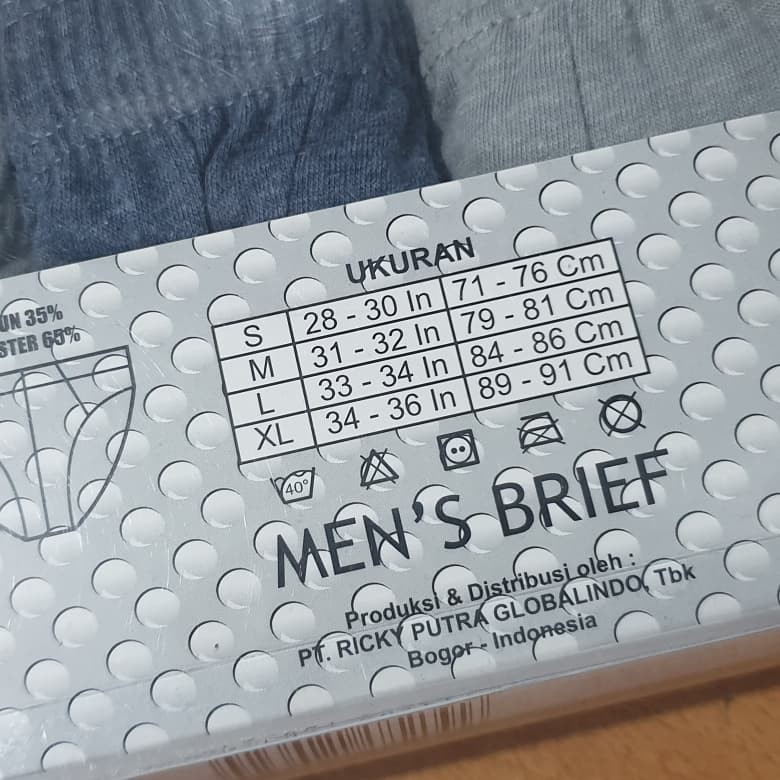 UN 35%
STER 65%
UKURAN
S 28 - 30 In 71 - 76 Cm
M 31 - 32 In 79 - 81 Cm
L 33 - 34 In 84 - 86 Cm
XL 34 - 36 In 89 - 91 Cm
40°
MEN'S BRIEF
Produksi & Distribusi oleh :
PT. RICKY PUTRA GLOBALINDO, Tbk
Bogor - Indonesia